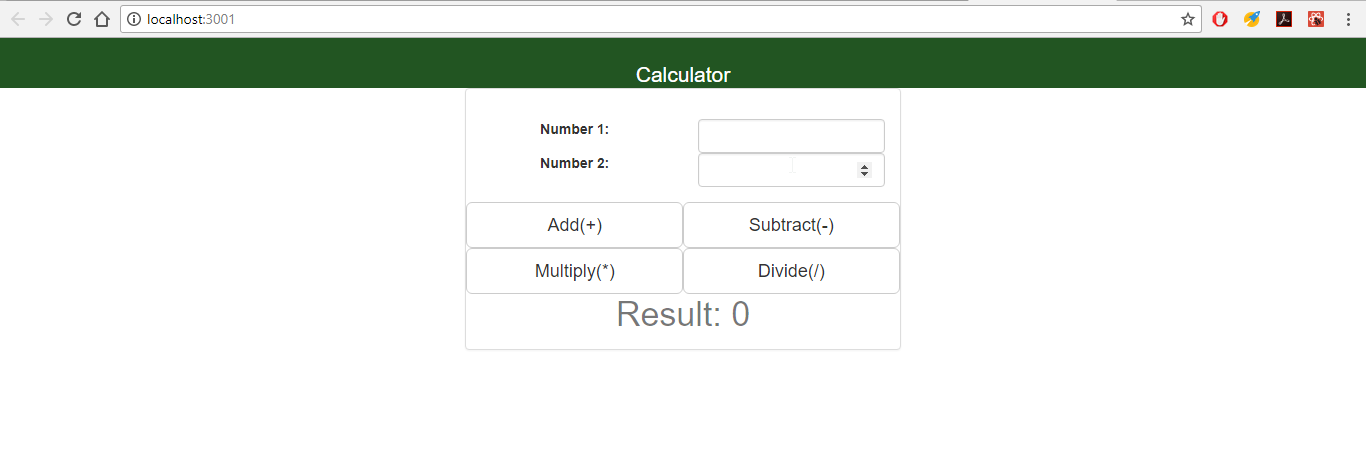 localhost:3001
Calculator
Number 1:
Number 2:
Add(+) Subtract(-)
Multiply(*) Divide(/)
Result: 0